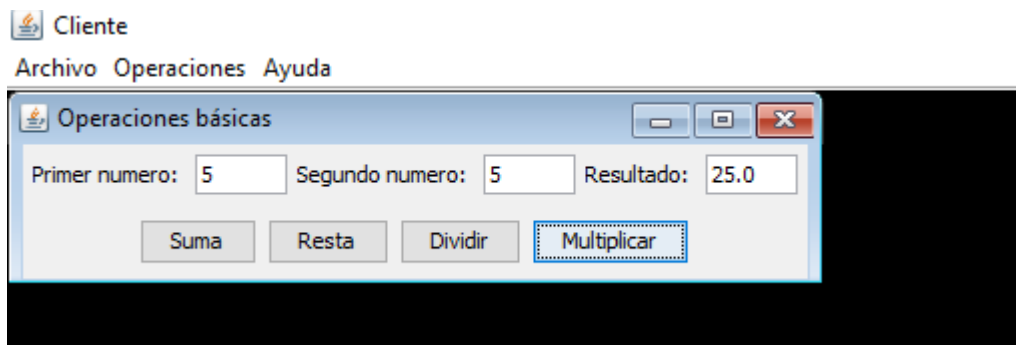 Cliente
Archivo Operaciones Ayuda
Operaciones básicas
Primer numero: 5 Segundo numero: 5 Resultado: 25.0
Suma Resta Dividir Multiplicar